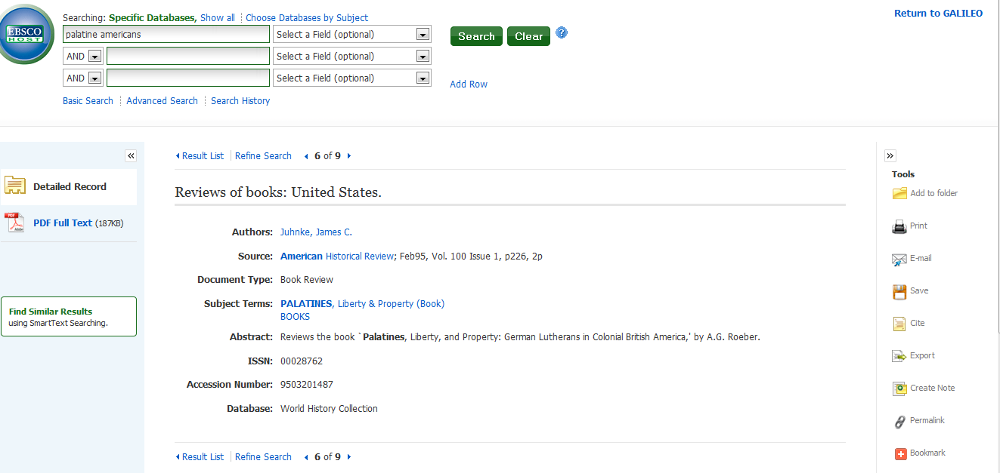 Return to GALILEO
EBSCO
HOST
Searching: Specific Databases, Show all Choose Databases by Subject
palatine americans Select a Field (optional) Search Clear ?
AND Select a Field (optional)
AND Select a Field (optional)
Add Row
Basic Search Advanced Search Search History
«
Detailed Record
PDF
Adobe
PDF Full Text (187KB)
Find Similar Results
using SmartText Searching.
Result List Refine Search 6 of 9
Reviews of books: United States.
Authors: Juhnke, James C.
Source: American Historical Review; Feb95, Vol. 100 Issue 1, p226, 2p
Document Type: Book Review
Subject Terms: PALATINES, Liberty & Property (Book)
BOOKS
Abstract: Reviews the book `Palatines, Liberty, and Property: German Lutherans in Colonial British America,' by A.G. Roeber.
ISSN: 00028762
Accession Number: 9503201487
Database: World History Collection
Result List Refine Search 6 of 9
»
Tools
Add to folder
Print
E-mail
Save
Cite
Export
Create Note
Permalink
Bookmark